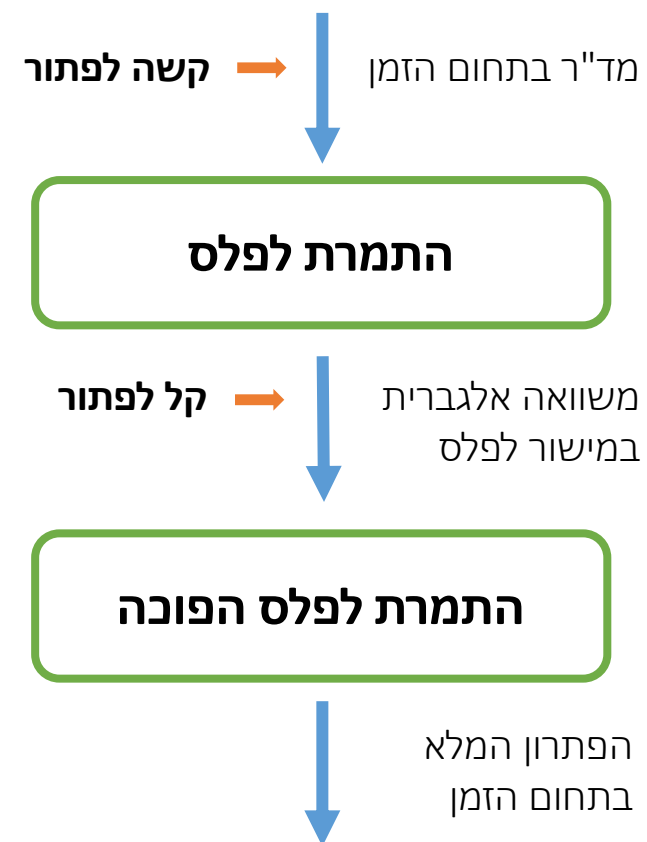 מד"ר בתחום הזמן
קשה לפתור
התמרת לפלס
משוואה אלגברית
במישור לפלס
קל לפתור
התמרת לפלס הפוכה
הפתרון המלא
בתחום הזמן